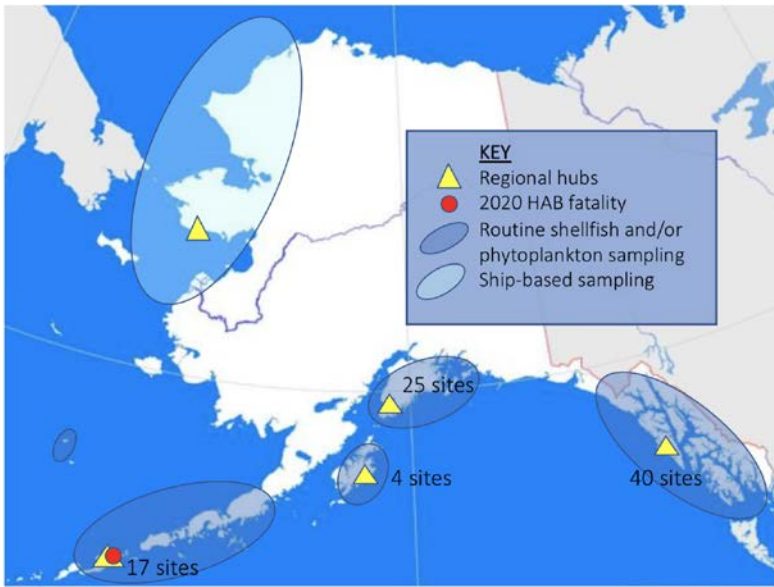 KEY
Regional hubs
2020 HAB fatality
Routine shellfish and/or
phytoplankton sampling
Ship-based sampling
25 sites
4 sites
40 sites
17 sites